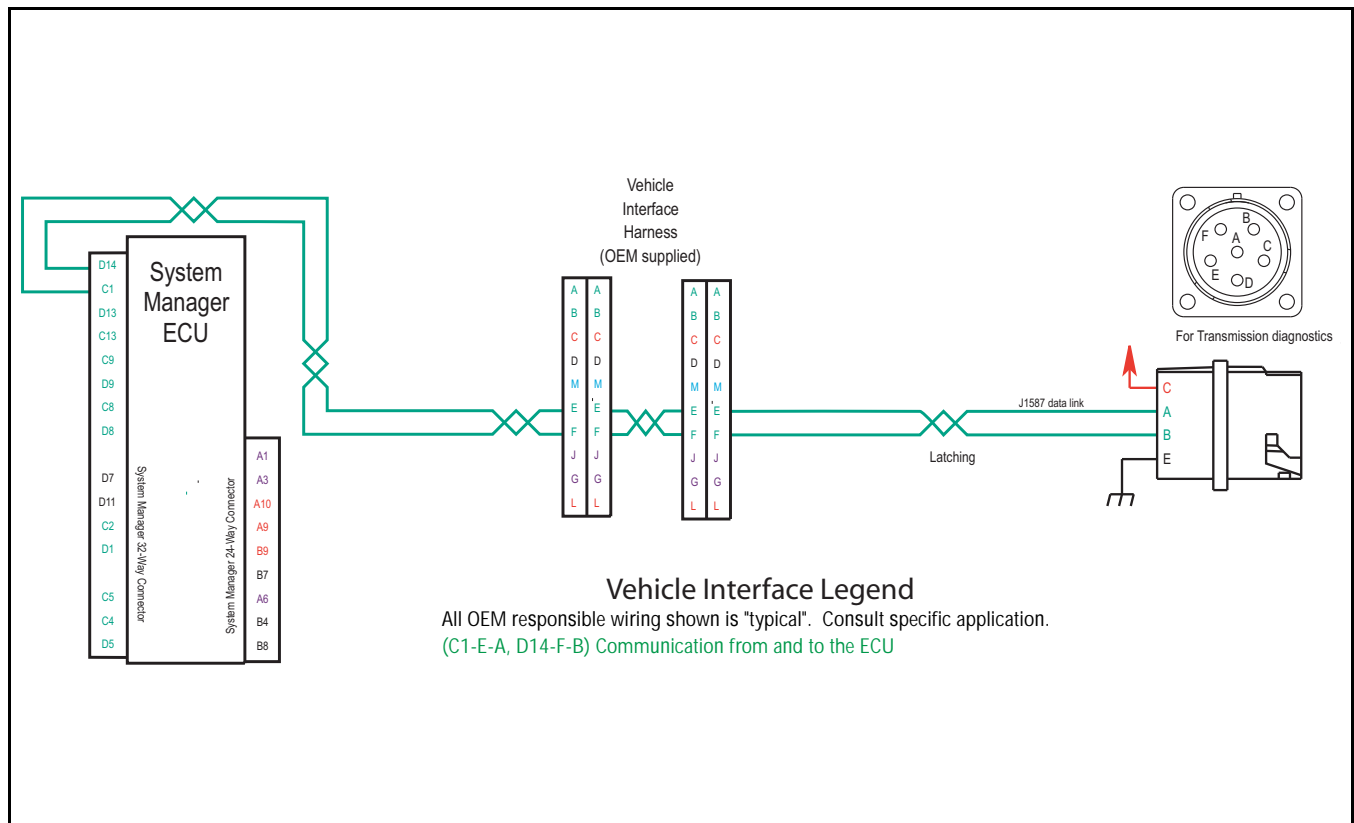 Vehicle
Interface
Harness
(OEM supplied)
D14
C1
D13
C13
C9
D9
C8
D8
D7
D11
C2
D1
C5
C4
D5
System
Manager
ECU
System Manager 32-Way Connector
System Manager 24-Way Connector
A1
A3
A10
A9
B9
B7
A6
B4
B8
A A
B B
C C
D D
M M
E 'E
F F
J J
G G
L L
A A
B B
C C
D D
M M
E 'E
F F
J J
G G
L L
J1587 data link
Latching
B
F
A
C
E
D
For Transmission diagnostics
C
A
B
E
Vehicle Interface Legend
All OEM responsible wiring shown is "typical". Consult specific application.
(C1-E-A, D14-F-B) Communication from and to the ECU